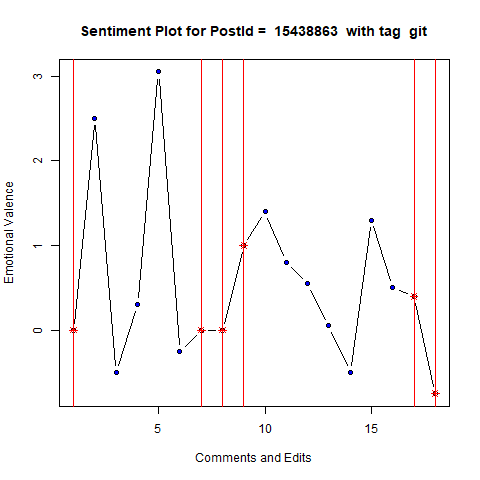 Sentiment Plot for PostId =  15438863  with tag  git
Emotional Valence
3
2
1
0
5
10
15
Comments and Edits